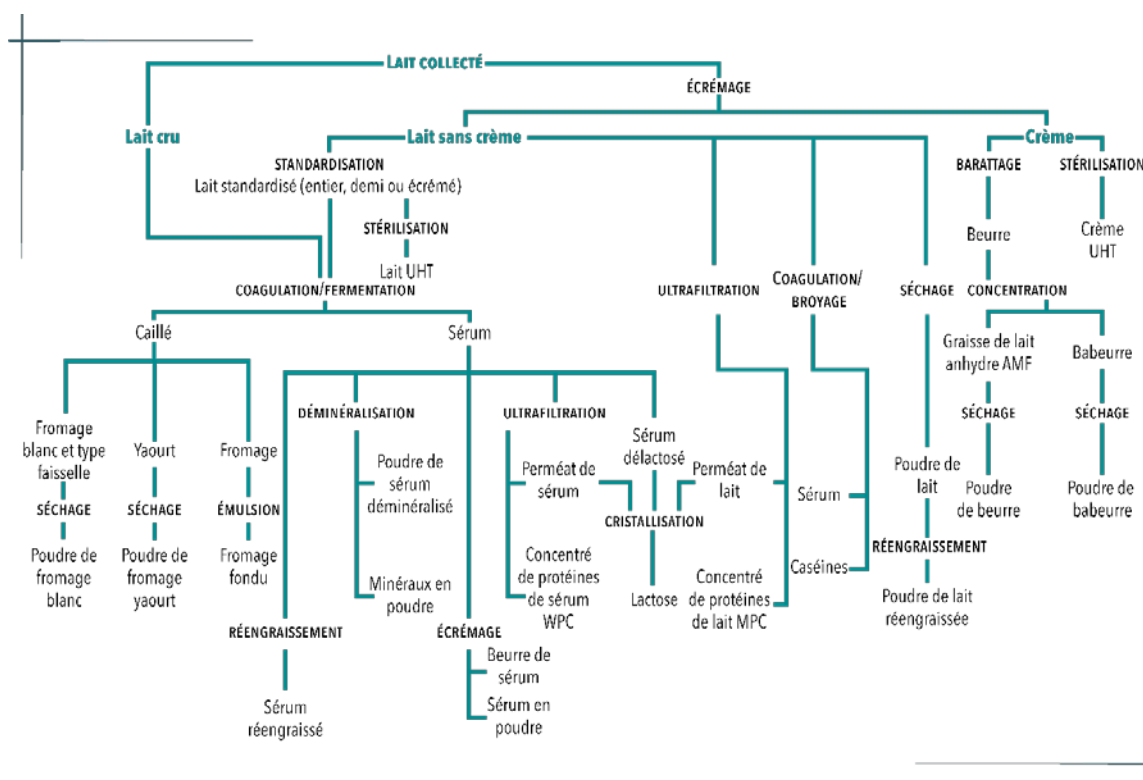 LAIT COLLECTÉ
ÉCRÉMAGE
Lait cru
Lait sans crème
Crème
STANDARDISATION
Lait standardisé (entier, demi ou écrémé)
BARATTAGE
STÉRILISATION
STÉRILISATION
Beurre
Crème
UHT
Lait UHT
COAGULATION/FERMENTATION
ULTRAFILTRATION
COAGULATION/
BROYAGE
SÉCHAGE
CONCENTRATION
Caillé
Sérum
Graisse de lait
anhydre AMF
Babeurre
DÉMINÉRALISATION
ULTRAFILTRATION
SÉCHAGE
SÉCHAGE
Fromage
blanc et type
faisselle
Yaourt
Fromage
Sérum
délactosé
Poudre de
sérum
déminéralisé
Perméat de
sérum
Perméat de
lait
Sérum
Poudre de
lait
Poudre
de beurre
Poudre de
babeurre
SÉCHAGE
SÉCHAGE
ÉMULSION
CRISTALLISATION
RÉENGRAISSEMENT
Poudre de
fromage
blanc
Poudre de
fromage
yaourt
Fromage
fondu
Minéraux en
poudre
Concentré
de protéines
de sérum
WPC
Lactose
Concentré
de protéines
de lait MPC
Caséines
Poudre de lait
réengraissée
RÉENGRAISSEMENT
ÉCRÉMAGE
Beurre de
sérum
Sérum
réengraissé
Sérum en
poudre